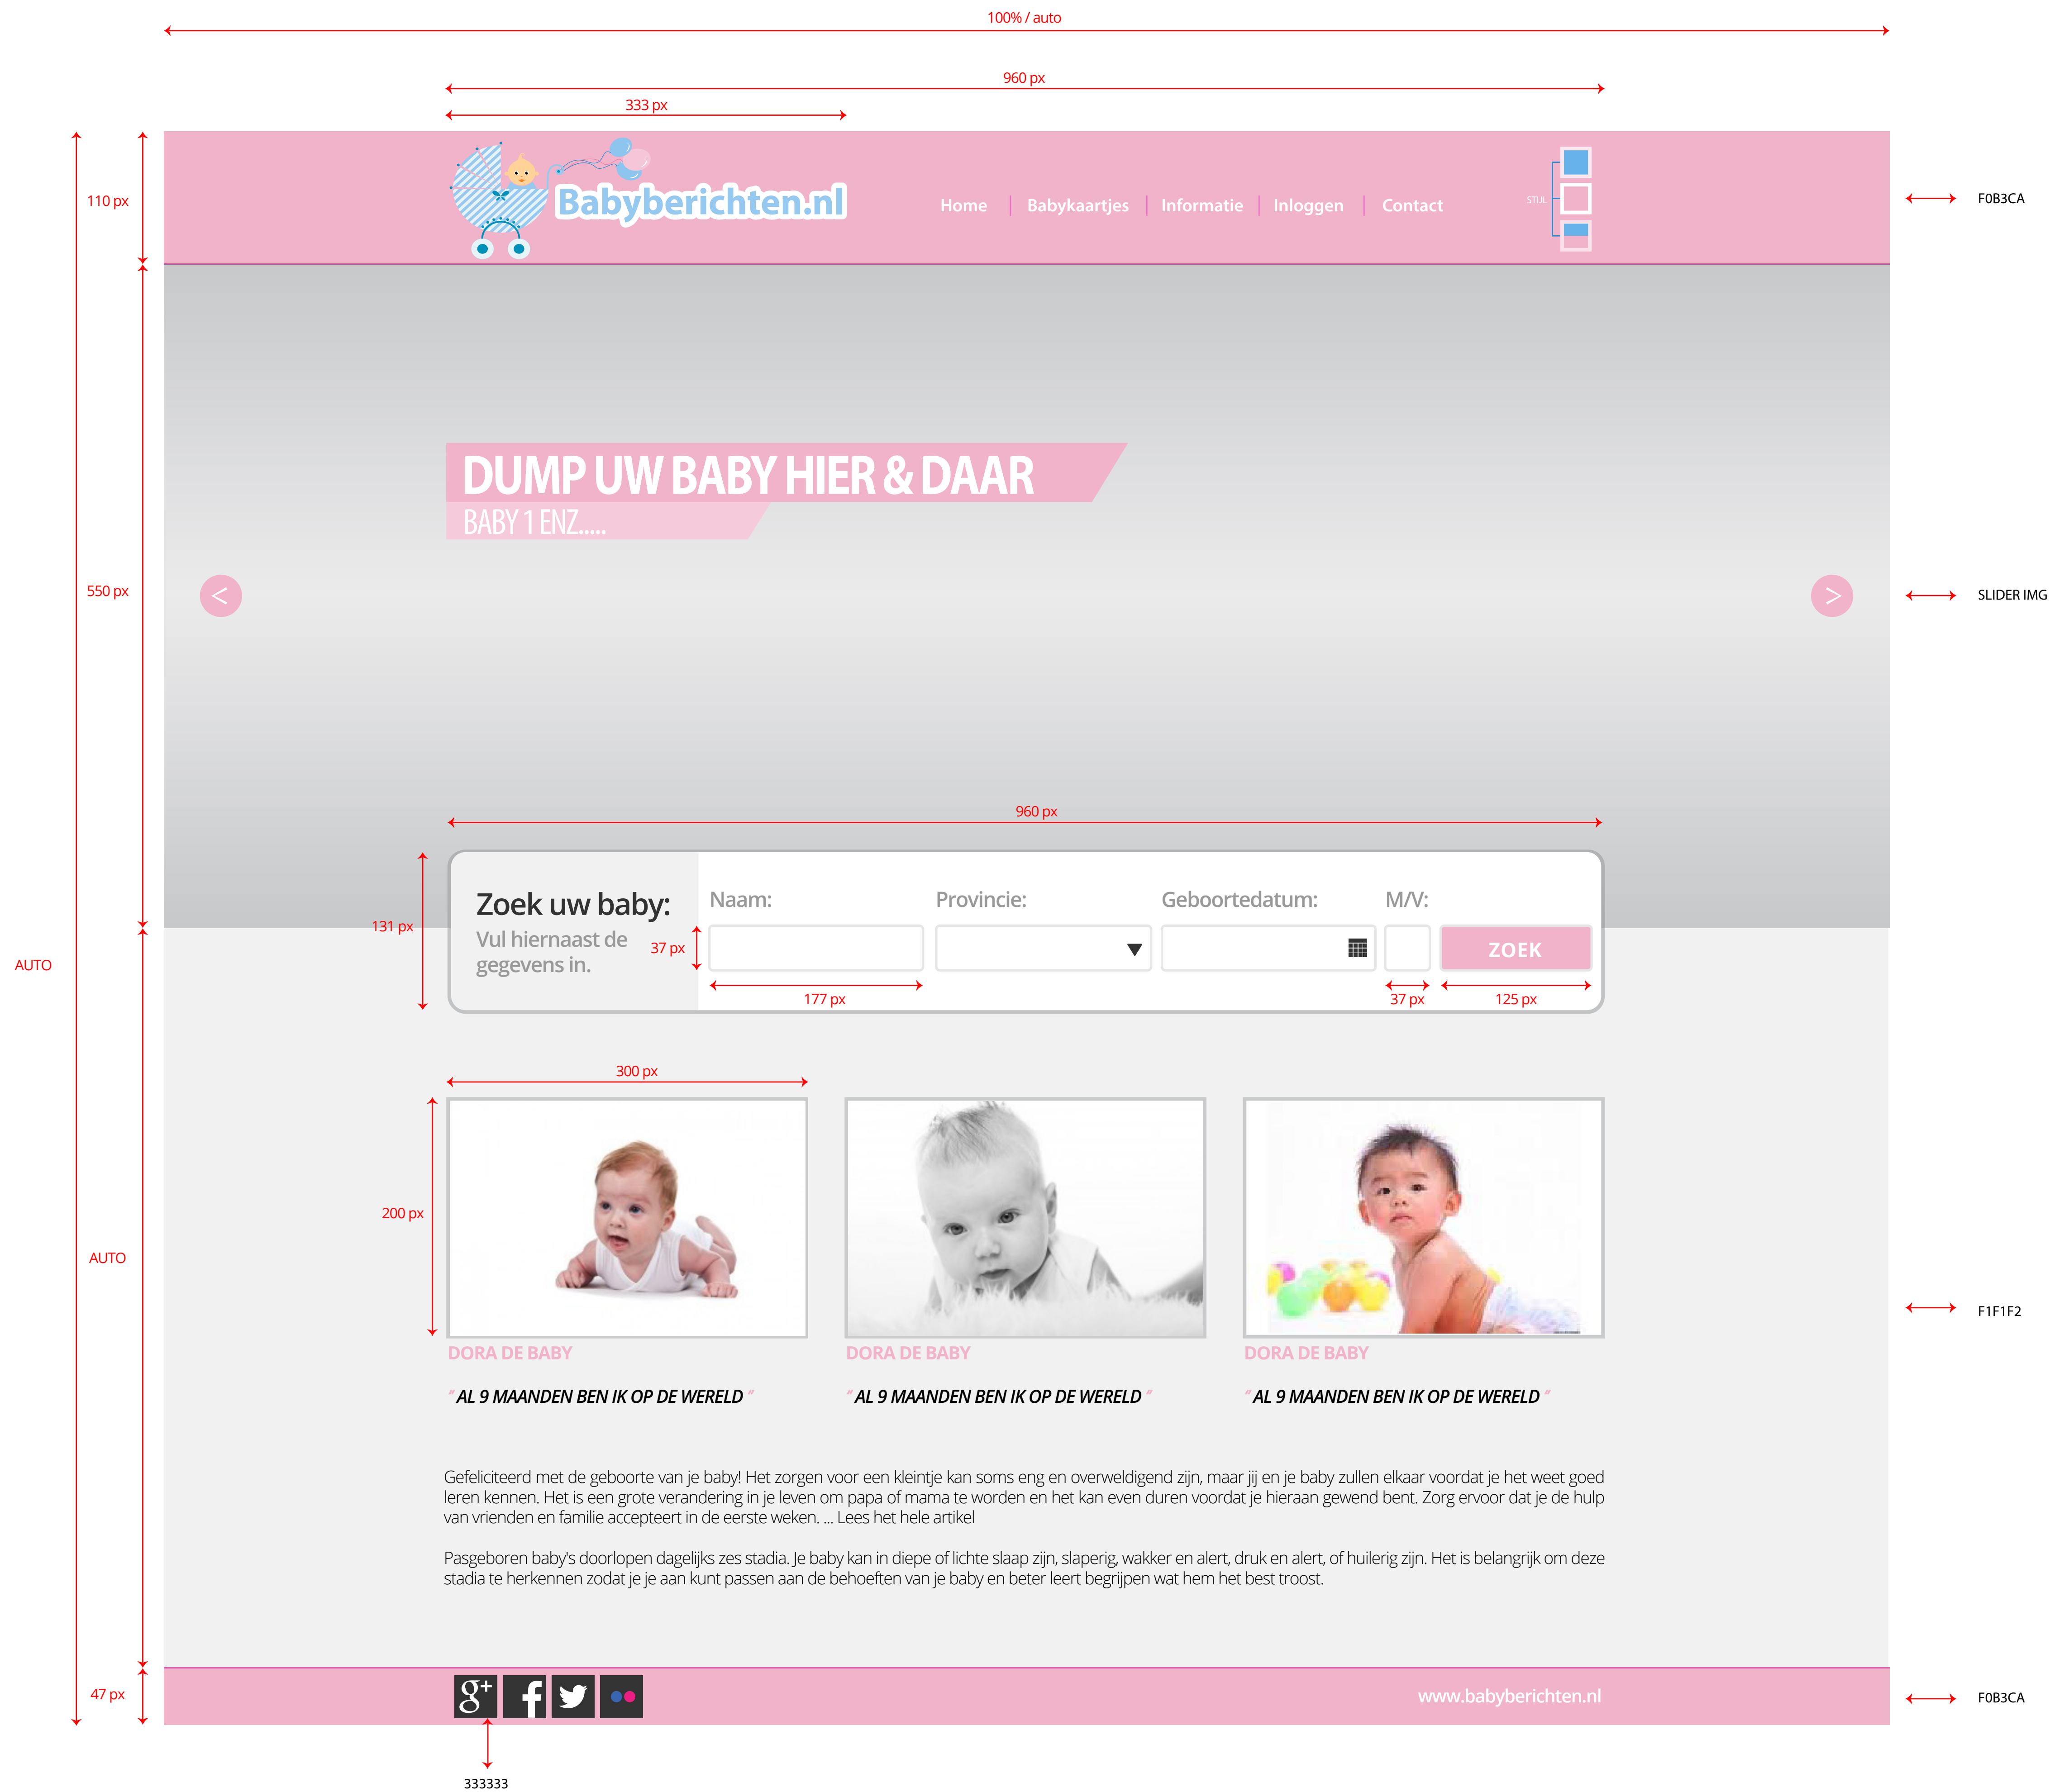 100% / auto
960 px
333 px
110 px
Babyberichten.nl
Home
Babykaartjes
Informatie
Inloggen
Contact
STIJL
F0B3CA
DUMP UW BABY HIER & DAAR
BABY 1 ENZ.....
550 px
<
>
SLIDER IMG
960 px
131 px
Zoek uw baby:
Vul hiernaast de
gegevens in.
Naam:
Provincie:
Geboortedatum:
M/V:
37 px
ZOEK
177 px
37 px
125 px
AUTO
300 px
200 px
AUTO
F1F1F2
DORA DE BABY
DORA DE BABY
DORA DE BABY
" AL 9 MAANDEN BEN IK OP DE WERELD "
" AL 9 MAANDEN BEN IK OP DE WERELD "
" AL 9 MAANDEN BEN IK OP DE WERELD "
Gefeliciteerd met de geboorte van je baby! Het zorgen voor een kleintje kan soms eng en overweldigend zijn, maar jij en je baby zullen elkaar voordat je het weet goed
leren kennen. Het is een grote verandering in je leven om papa of mama te worden en het kan even duren voordat je hieraan gewend bent. Zorg ervoor dat je de hulp
van vrienden en familie accepteert in de eerste weken. ... Lees het hele artikel
Pasgeboren baby's doorlopen dagelijks zes stadia. Je baby kan in diepe of lichte slaap zijn, slaperig, wakker en alert, druk en alert, of huilerig zijn. Het is belangrijk om deze
stadia te herkennen zodat je je aan kunt passen aan de behoeften van je baby en beter leert begrijpen wat hem het best troost.
47 px
g+
f
www.babyberichten.nl
F0B3CA
333333